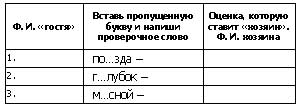 Ф. И. «гостя»
Вставь пропущенную
букву и напиши
проверочное слово
Оценка, которую
ставит «хозяин».
Ф. И. хозяина
1.
по...зда –
2.
г...лубок –
3.
м...сной –